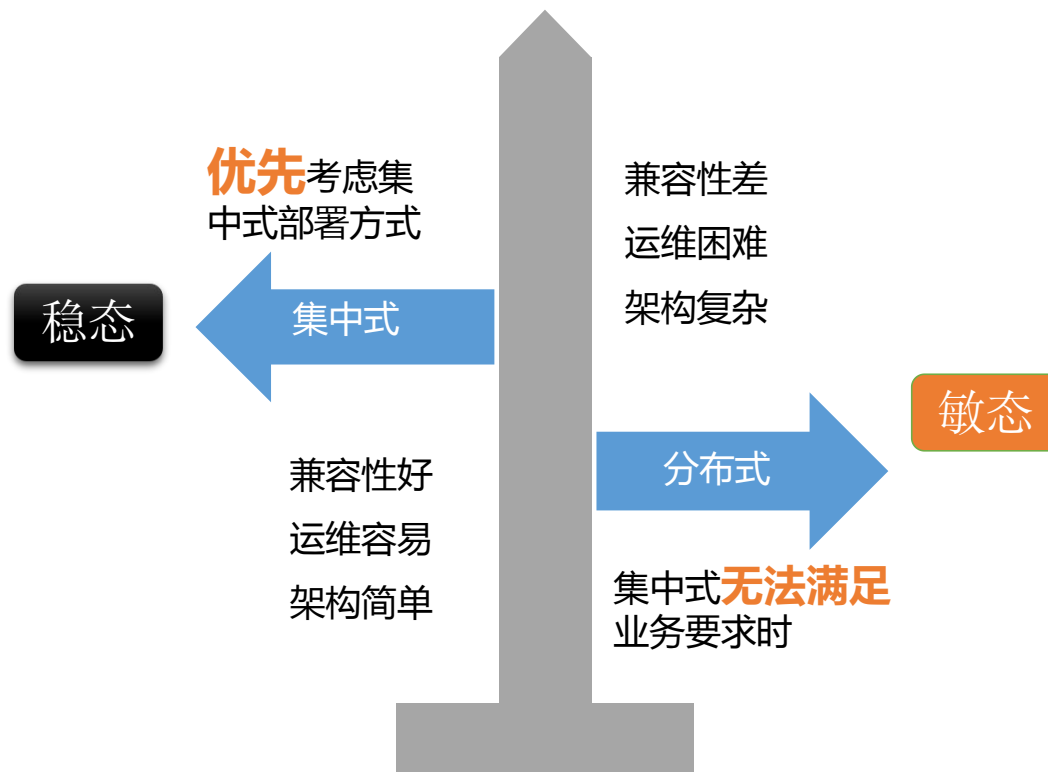 优先考虑集
中式部署方式
稳态
集中式
兼容性好
运维容易
架构简单
兼容性差
运维困难
架构复杂
敏态
分布式
集中式无法满足
业务要求时